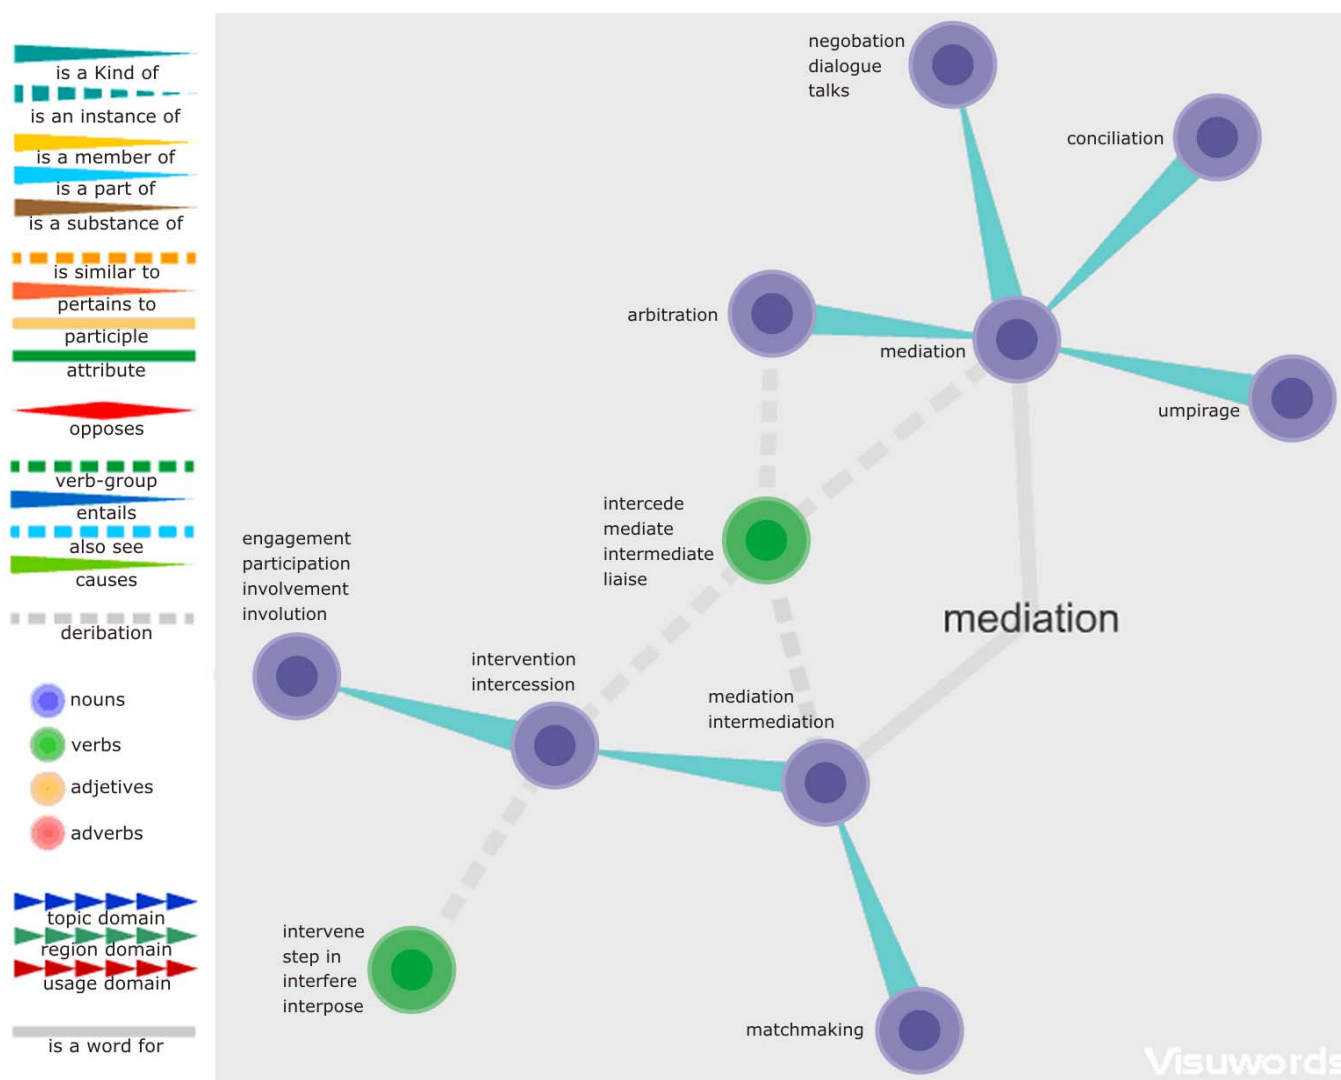 is a Kind of
is an instance of
is a member of
is a part of
is a substance of
is similar to
pertains to
participle
attribute
opposes
verb-group
entails
also see
causes
deribation
nouns
verbs
adjetives
adverbs
topic domain
region domain
usage domain
is a word for
negobation
dialogue
talks
conciliation
arbitration
mediation
umpirage
intercede
mediate
intermediate
liaise
engagement
participation
involvement
involution
mediation
intervention
intercession
mediation
intermediation
intervene
step in
interfere
interpose
matchmaking
Visuwords